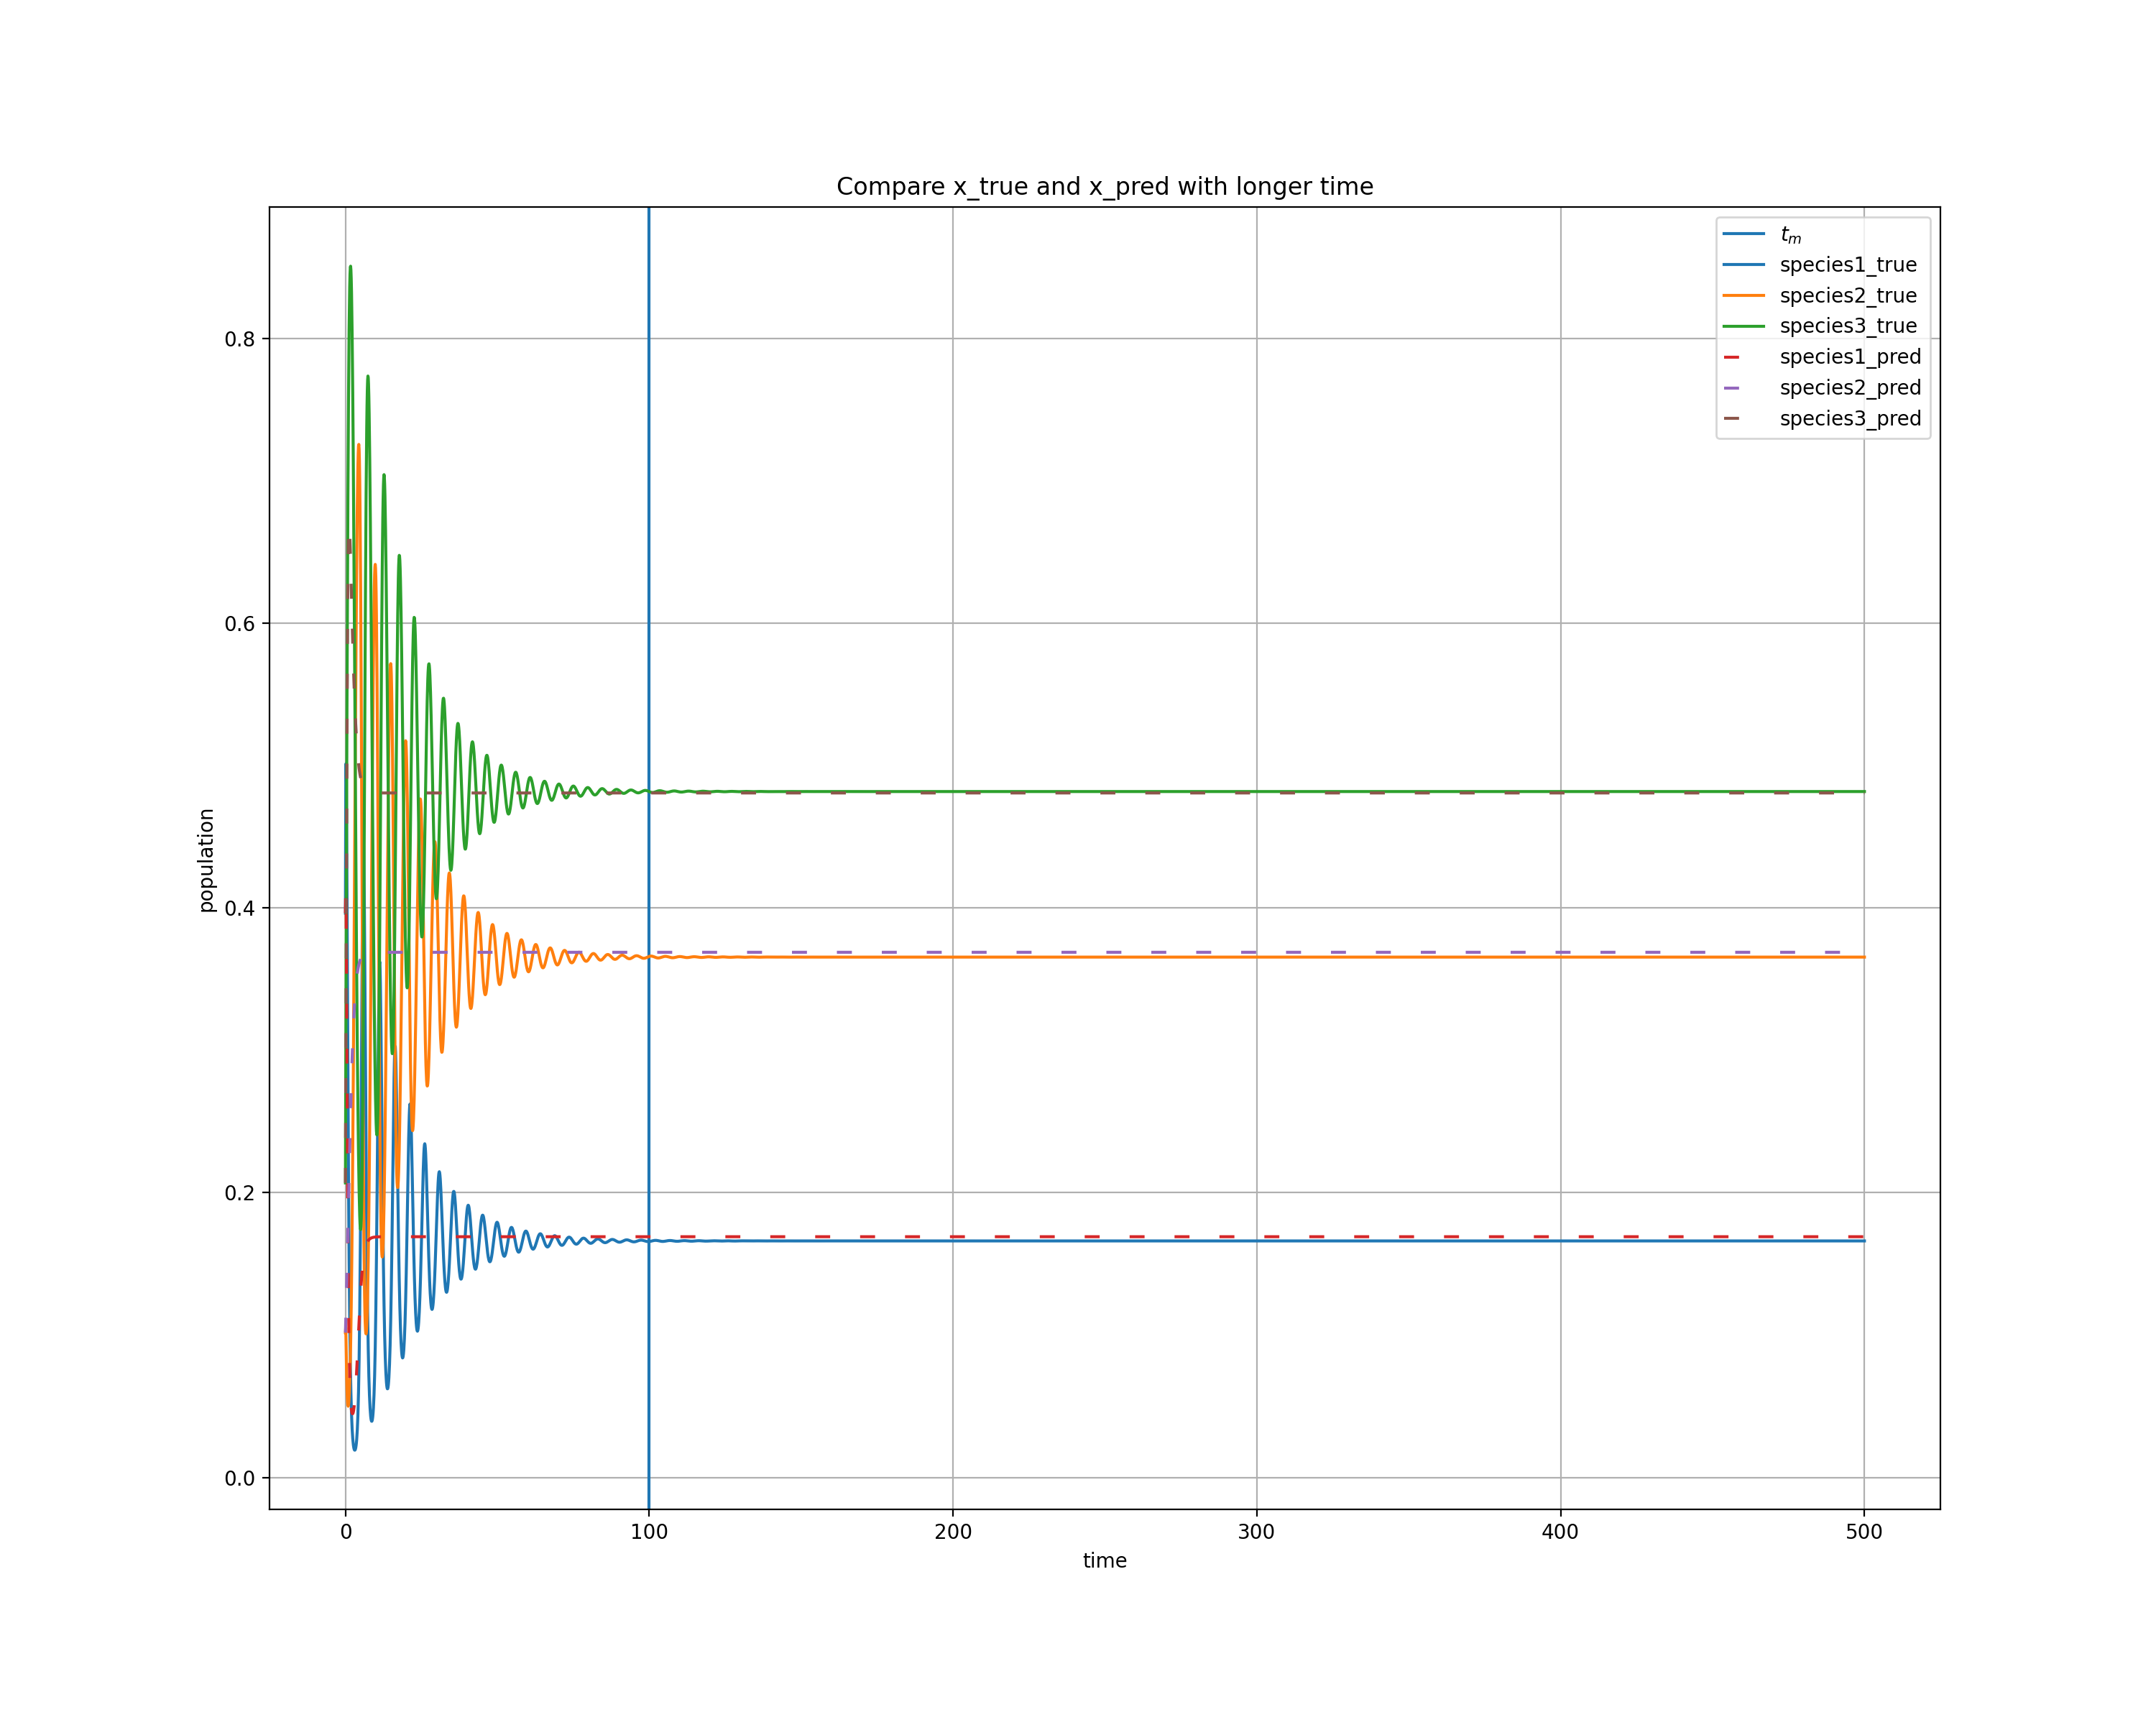 Compare x_true and x_pred with longer time
t_m
species1_true
species2_true
species3_true
species1_pred
species2_pred
species3_pred
0.8
0.6
0.4
0.2
0.0
population
0 100 200 300 400 500
time